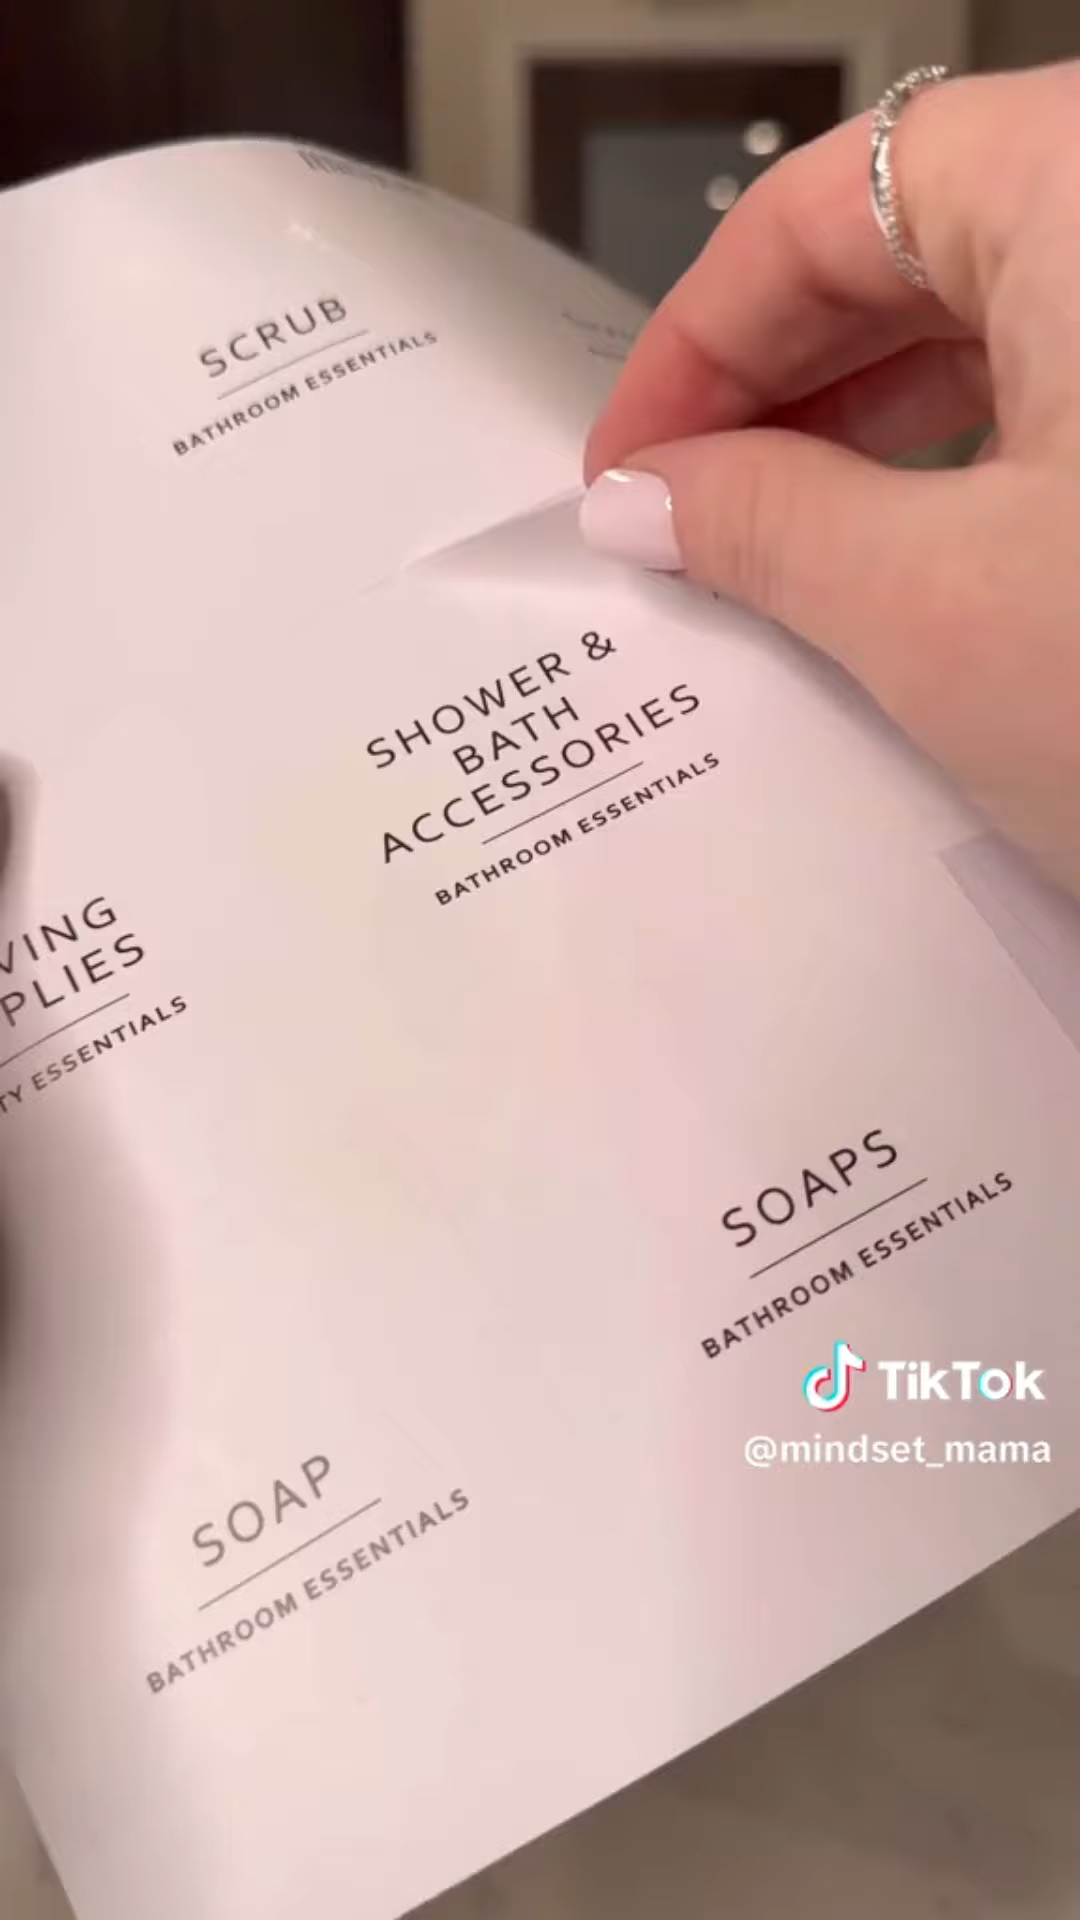 SCRUB
BATHROOM ESSENTIALS
SHOWER &
BATH
ACCESSORIES
BATHROOM ESSENTIALS
VING
PLIES
TY ESSENTIALS
SOAPS
BATHROOM ESSENTIALS
TikTok
@mindset_mama
SOAP
BATHROOM ESSENTIALS